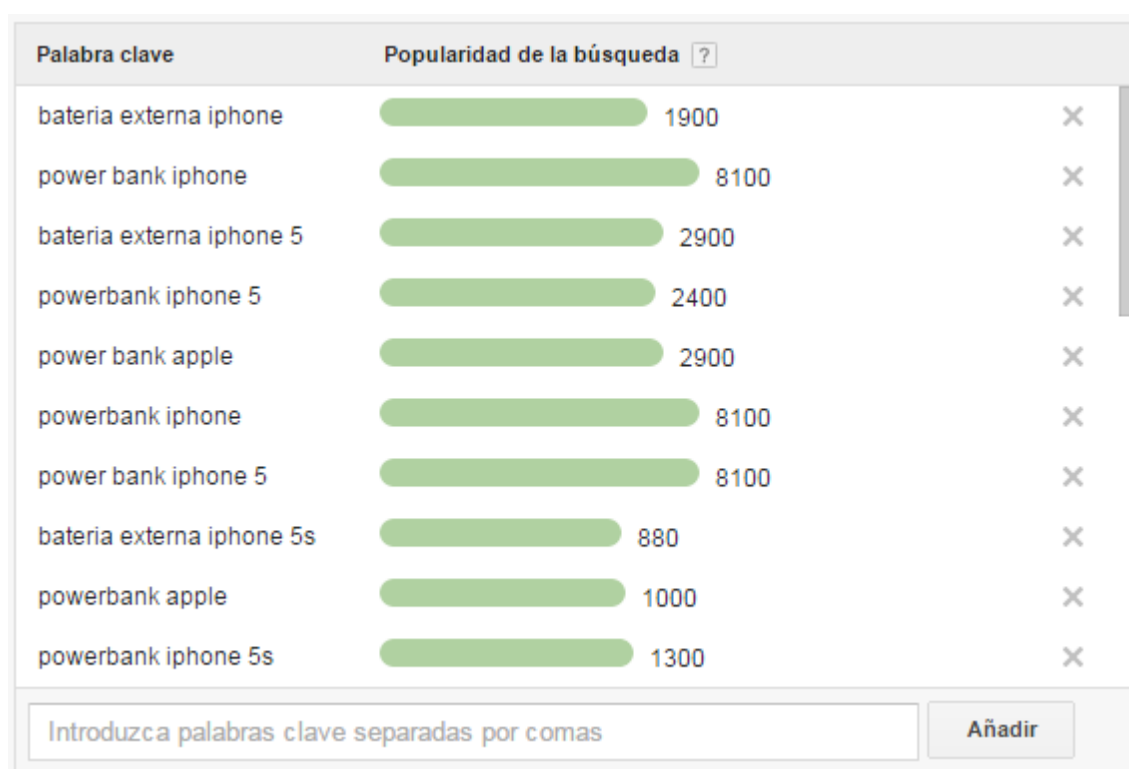 Palabra clave Popularidad de la búsqueda ?
bateria externa iphone 1900
power bank iphone 8100
bateria externa iphone 5 2900
powerbank iphone 5 2400
power bank apple 2900
powerbank iphone 8100
power bank iphone 5 8100
bateria externa iphone 5s 880
powerbank apple 1000
powerbank iphone 5s 1300
Introduzca palabras clave separadas por comas Añadir